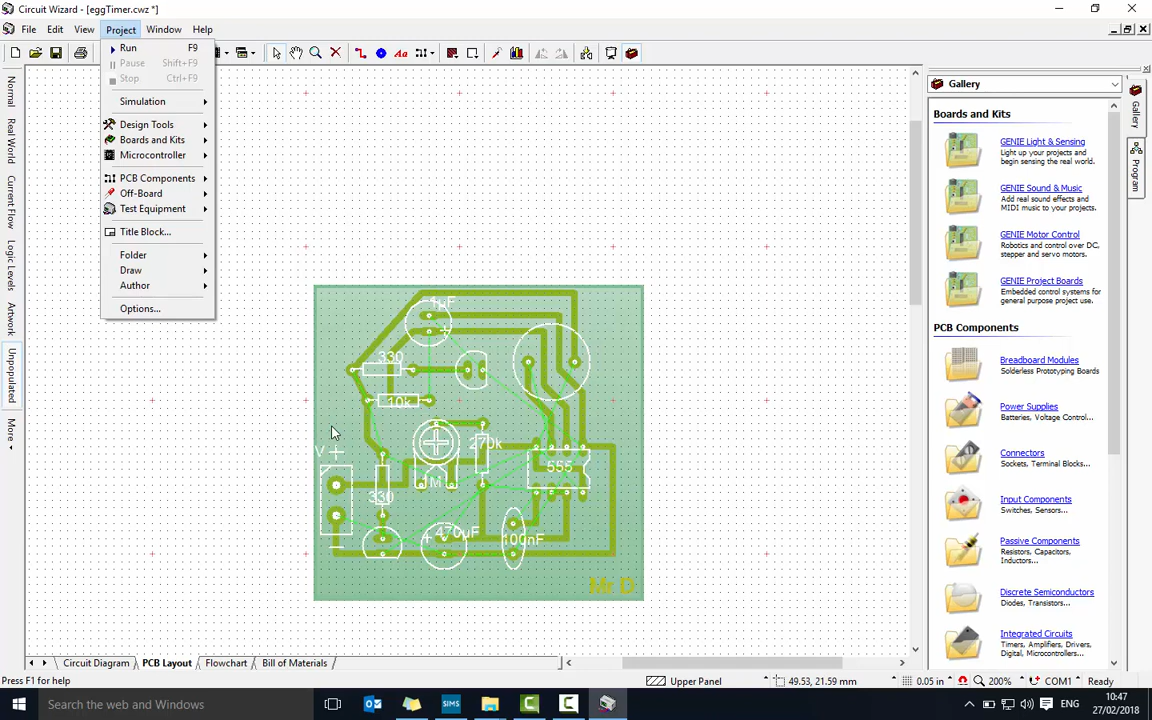 Circuit Wizard - [eggTimer.cwz *]
File Edit View Project Window Help
Run F9
Pause Shift+F9
Stop Ctrl+F9
Simulation
Design Tools
Boards and Kits
Microcontroller
PCB Components
Off-Board
Test Equipment
Title Block...
Folder
Draw
Author
Options...
Normal
Real World
Current Flow
Logic Levels
Artwork
Unpopulated
More
1uF
330
10k
270k
V +
1M
555
330
+ 470µF
100nF
Mr D
Gallery
Boards and Kits
GENIE Light & Sensing
Light up your projects and
begin sensing the real world.
GENIE Sound & Music
Add real sound effects and
MIDI music to your projects.
GENIE Motor Control
Robotics and control over DC,
stepper and servo motors.
GENIE Project Boards
Embedded control systems for
general purpose project use.
PCB Components
Breadboard Modules
Solderless Prototyping Boards
Power Supplies
Batteries, Voltage Control...
Connectors
Sockets, Terminal Blocks...
Input Components
Switches, Sensors...
Passive Components
Resistors, Capacitors,
Inductors...
Discrete Semiconductors
Diodes, Transistors...
Integrated Circuits
Timers, Amplifiers, Drivers,
Digital, Microcontrollers...
Gallery
Program
Circuit Diagram PCB Layout Flowchart Bill of Materials
Press F1 for help
Upper Panel 49.53, 21.59 mm 0.05 in 200% COM1 Ready
Search the web and Windows
SIMS
ENG
10:47
27/02/2018